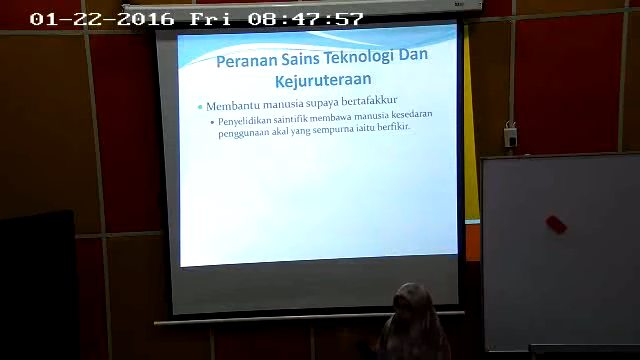 01-22-2016 Fri 08:47:57
Peranan Sains Teknologi Dan
Kejuruteraan
Membantu manusia supaya bertafakkur
Penyelidikan saintifik membawa manusia kesedaran
penggunaan akal yang sempurna iaitu berfikir.